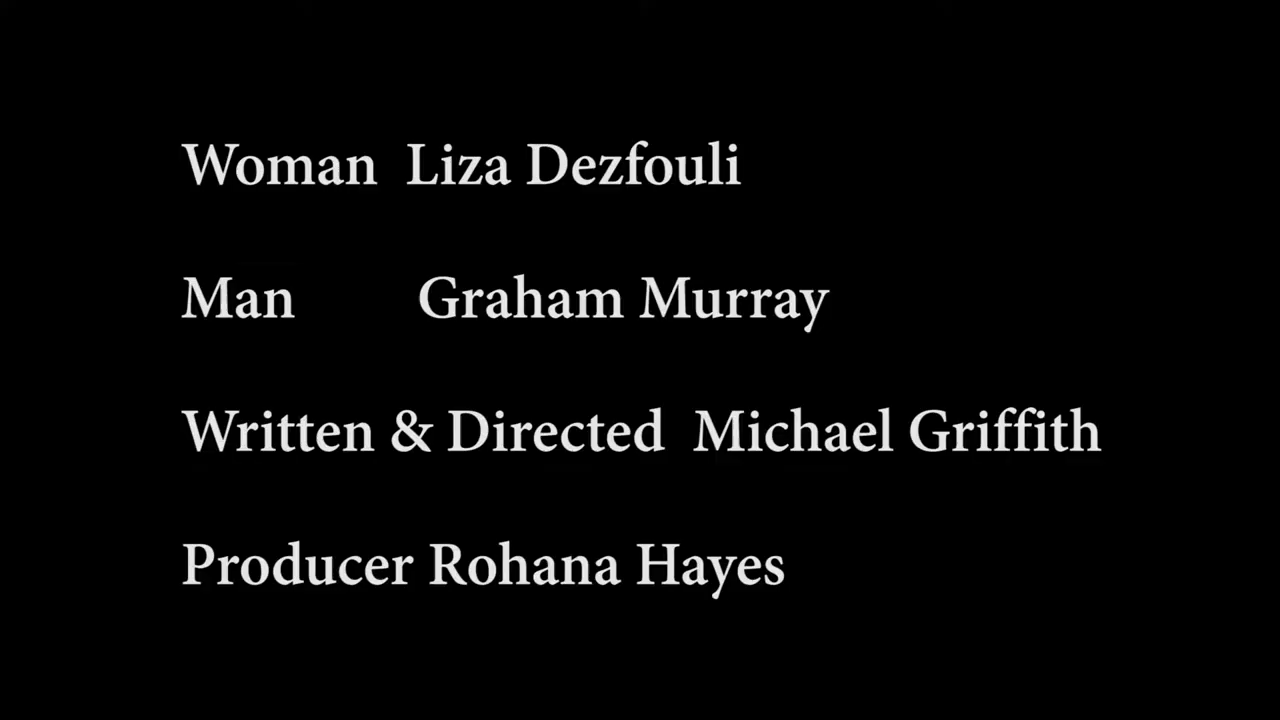 Woman Liza Dezfouli
Man Graham Murray
Written & Directed Michael Griffith
Producer Rohana Hayes